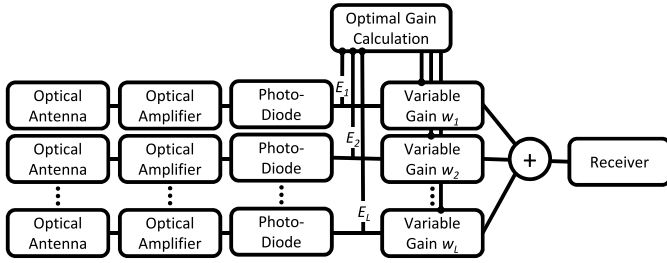 Optimal Gain
Calculation
E1
Optical
Antenna
Optical
Amplifier
Photo-
Diode
Variable
Gain w1
E2
Optical
Antenna
Optical
Amplifier
Photo-
Diode
Variable
Gain w2
+
Receiver
EL
Optical
Antenna
Optical
Amplifier
Photo-
Diode
Variable
Gain wL